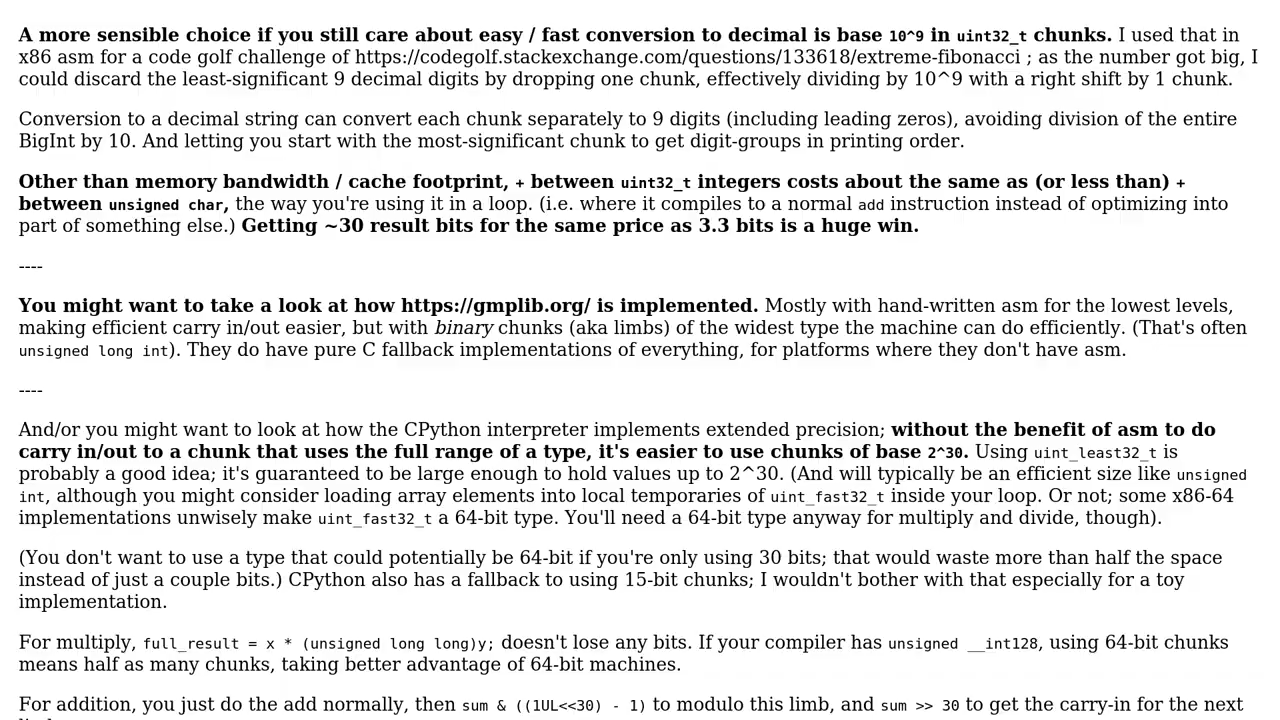 A more sensible choice if you still care about easy / fast conversion to decimal is base 10^9 in uint32_t chunks. I used that in
x86 asm for a code golf challenge of https://codegolf.stackexchange.com/questions/133618/extreme-fibonacci ; as the number got big, I
could discard the least-significant 9 decimal digits by dropping one chunk, effectively dividing by 10^9 with a right shift by 1 chunk.
Conversion to a decimal string can convert each chunk separately to 9 digits (including leading zeros), avoiding division of the entire
BigInt by 10. And letting you start with the most-significant chunk to get digit-groups in printing order.
Other than memory bandwidth / cache footprint, + between uint32_t integers costs about the same as (or less than) +
between unsigned char, the way you're using it in a loop. (i.e. where it compiles to a normal add instruction instead of optimizing into
part of something else.) Getting ~30 result bits for the same price as 3.3 bits is a huge win.
----
You might want to take a look at how https://gmplib.org/ is implemented. Mostly with hand-written asm for the lowest levels,
making efficient carry in/out easier, but with binary chunks (aka limbs) of the widest type the machine can do efficiently. (That's often
unsigned long int). They do have pure C fallback implementations of everything, for platforms where they don't have asm.
----
And/or you might want to look at how the CPython interpreter implements extended precision; without the benefit of asm to do
carry in/out to a chunk that uses the full range of a type, it's easier to use chunks of base 2^30. Using uint_least32_t is
probably a good idea; it's guaranteed to be large enough to hold values up to 2^30. (And will typically be an efficient size like unsigned
int, although you might consider loading array elements into local temporaries of uint_fast32_t inside your loop. Or not; some x86-64
implementations unwisely make uint_fast32_t a 64-bit type. You'll need a 64-bit type anyway for multiply and divide, though).
(You don't want to use a type that could potentially be 64-bit if you're only using 30 bits; that would waste more than half the space
instead of just a couple bits.) CPython also has a fallback to using 15-bit chunks; I wouldn't bother with that especially for a toy
implementation.
For multiply, full_result = x * (unsigned long long)y; doesn't lose any bits. If your compiler has unsigned __int128, using 64-bit chunks
means half as many chunks, taking better advantage of 64-bit machines.
For addition, you just do the add normally, then sum & ((1UL<<30) - 1) to modulo this limb, and sum >> 30 to get the carry-in for the next